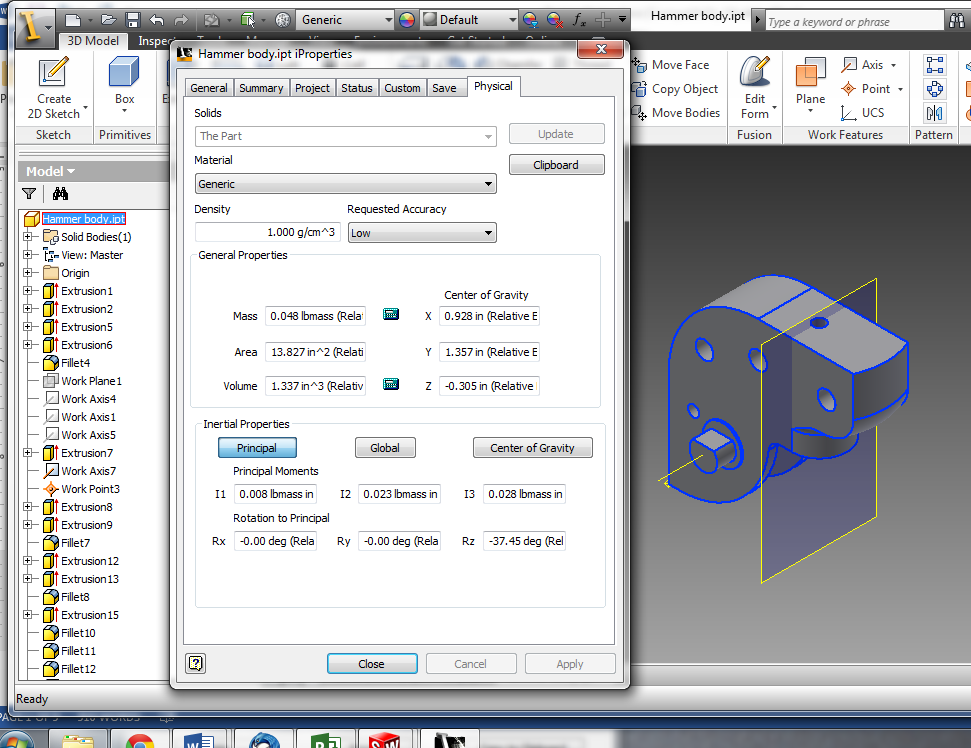 Generic
Default
Hammer body.ipt
Type a keyword or phrase
3D Model
Inspect
Create
2D Sketch
Box
Move Face
Copy Object
Move Bodies
Edit
Form
Plane
Axis
Point
UCS
Sketch
Primitives
Fusion
Work Features
Pattern
Model
Hammer body.ipt
Solid Bodies(1)
View: Master
Origin
Extrusion1
Extrusion2
Extrusion5
Extrusion6
Fillet4
Work Plane1
Work Axis4
Work Axis1
Work Axis5
Extrusion7
Work Axis7
Work Point3
Extrusion8
Extrusion9
Fillet7
Extrusion12
Extrusion13
Fillet8
Extrusion15
Fillet10
Fillet11
Fillet12
Hammer body.ipt iProperties
General Summary Project Status Custom Save Physical
Solids
The Part
Update
Material
Clipboard
Generic
Density Requested Accuracy
1.000 g/cm^3 Low
General Properties
Center of Gravity
Mass 0.048 lbmass (Relat X 0.928 in (Relative E
Area 13.827 in^2 (Relati Y 1.357 in (Relative E
Volume 1.337 in^3 (Relativ Z -0.305 in (Relative
Inertial Properties
Principal Global Center of Gravity
Principal Moments
I1 0.008 lbmass in I2 0.023 lbmass in I3 0.028 lbmass in
Rotation to Principal
Rx -0.00 deg (Rela Ry -0.00 deg (Rela Rz -37.45 deg (Rel
? Close Cancel Apply
Ready